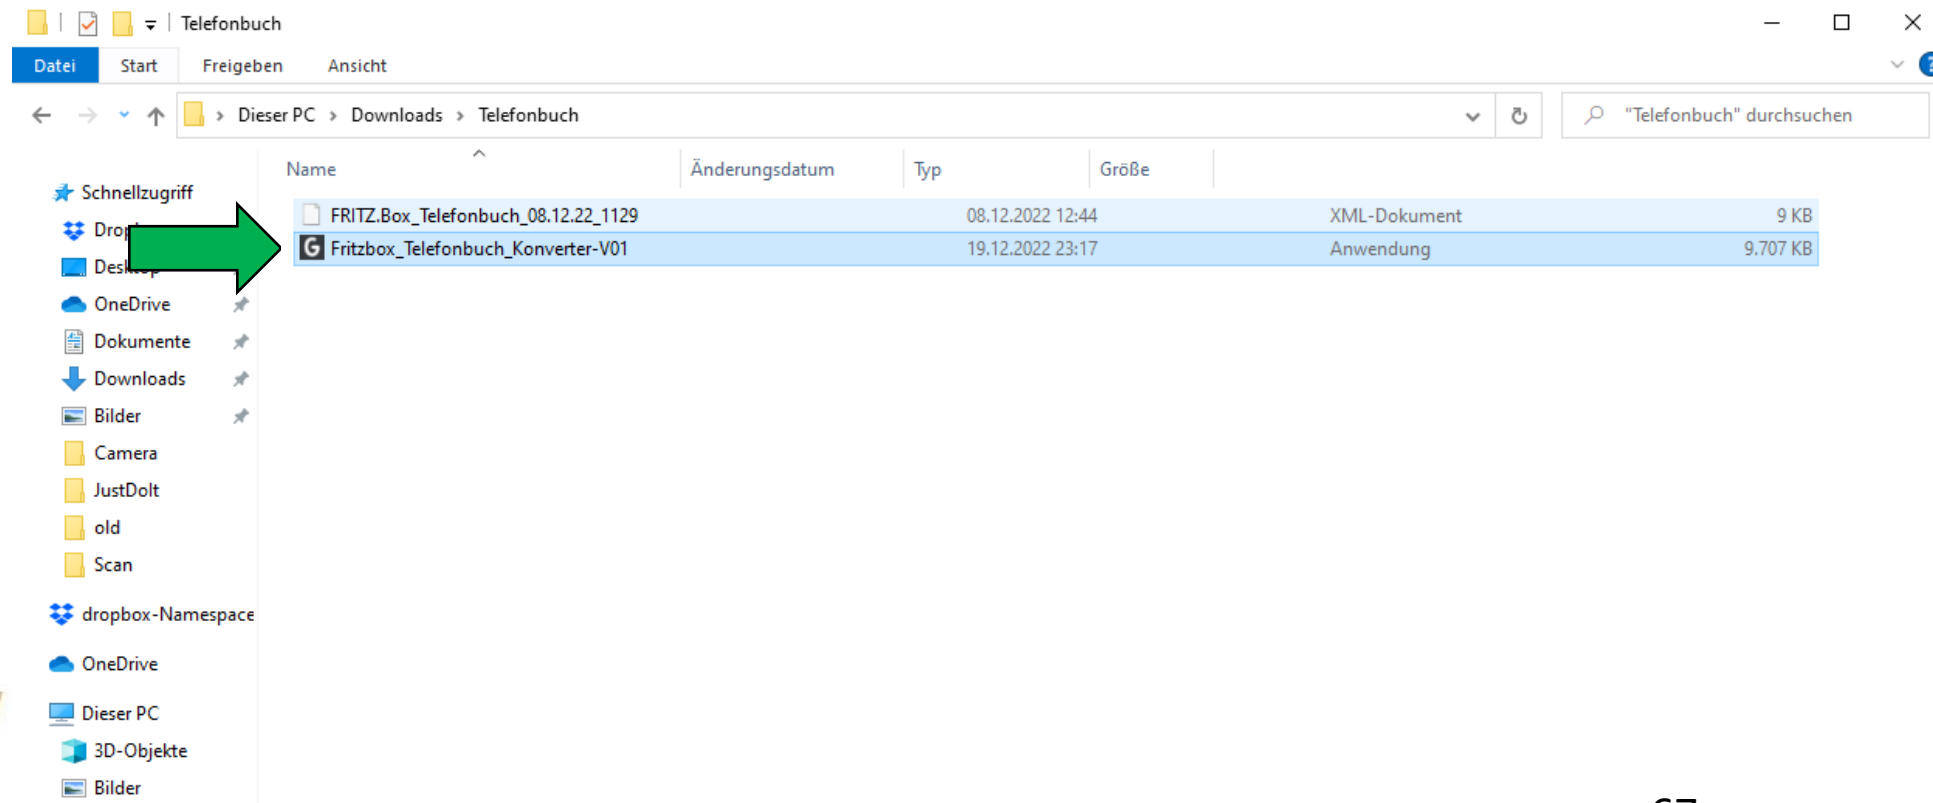 Telefonbuch
Datei Start Freigeben Ansicht
Dieser PC Downloads Telefonbuch "Telefonbuch" durchsuchen
Name Änderungsdatum Typ Größe
Schnellzugriff
FRITZ.Box_Telefonbuch_08.12.22_1129 08.12.2022 12:44 XML-Dokument 9 KB
Fritzbox_Telefonbuch_Konverter-V01 19.12.2022 23:17 Anwendung 9.707 KB
OneDrive
Dokumente
Downloads
Bilder
Camera
JustDoIt
old
Scan
dropbox-Namespace
OneDrive
Dieser PC
3D-Objekte
Bilder